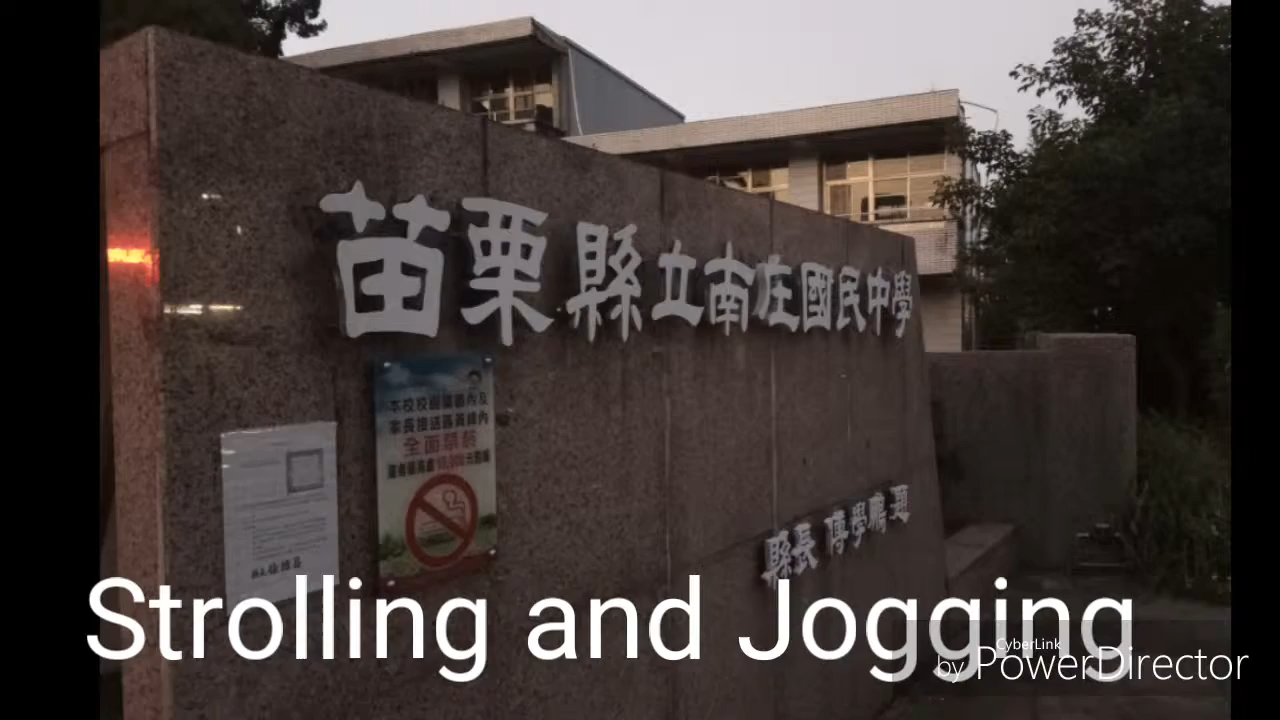 苗栗縣立南庄國民中學
本校校園範圍內及
家長接送區黃線內
全面禁菸
縣長 傅學鵬 題
Strolling and Jogging
CyberLink
by PowerDirector